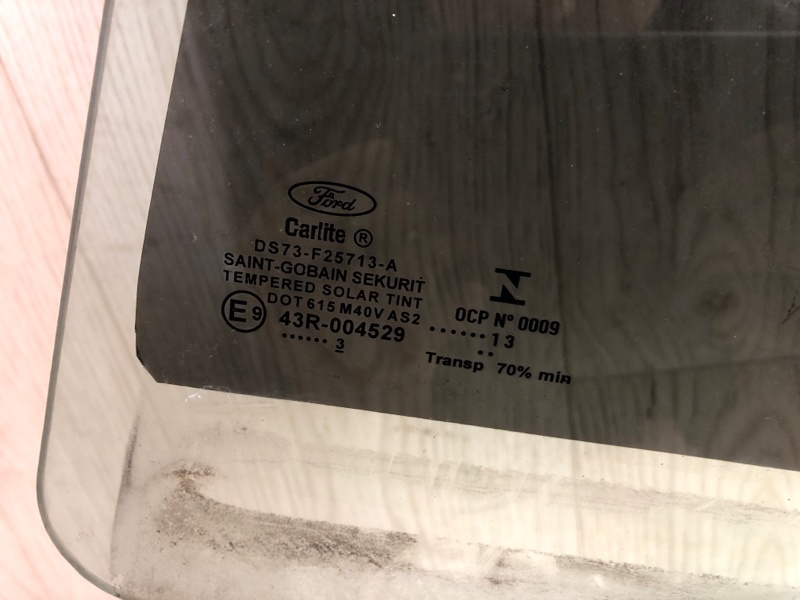 Ford
Carlite ®
DS73-F25713-A
SAINT-GOBAIN SEKURIT
TEMPERED SOLAR TINT
DOT 615 M40V AS2
E9 43R-004529
...... 3
N
OCP Nº 0009
...... 13
..
Transp 70% min